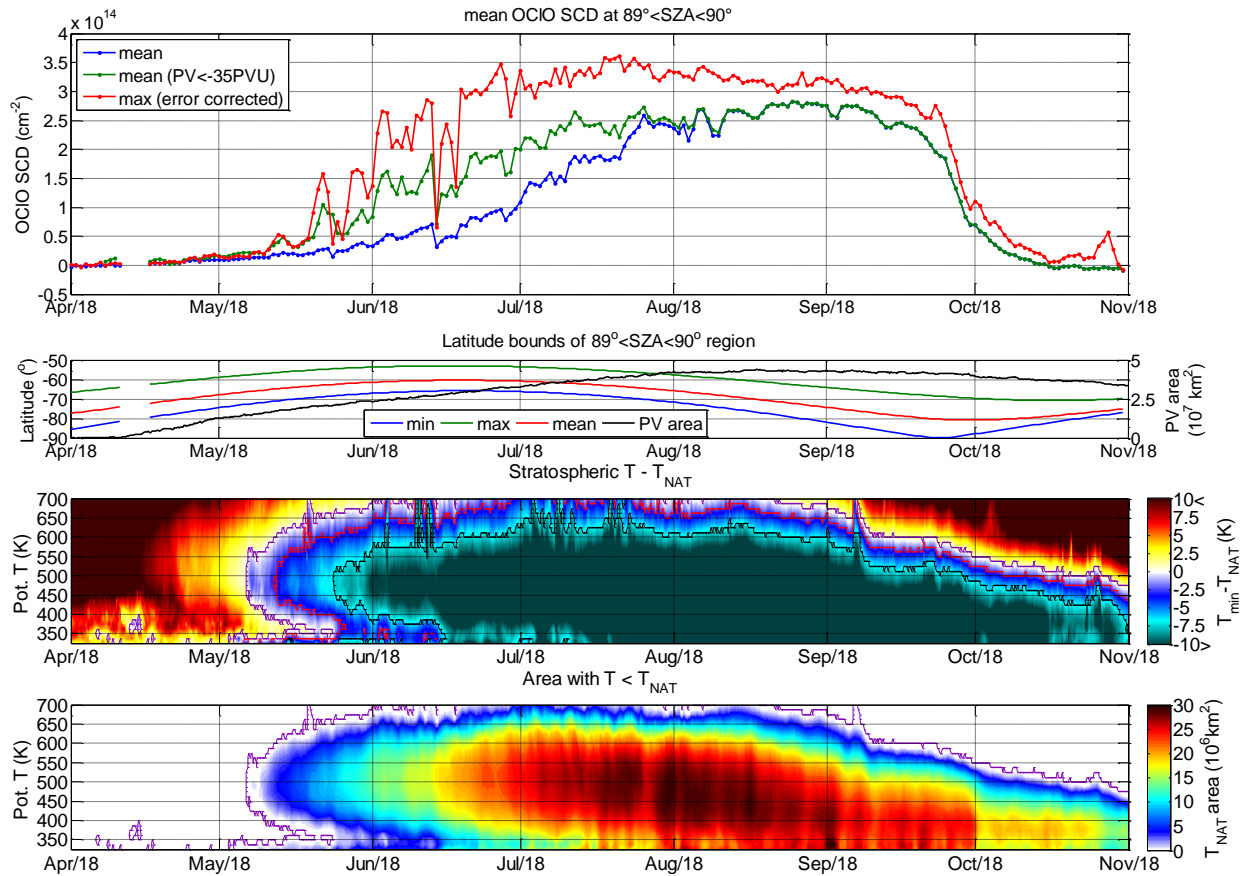 mean OClO SCD at 89°<SZA<90°
x 10^14
4
3.5
3
2.5
2
1.5
1
0.5
0
-0.5
OClO SCD (cm^-2)
mean
mean (PV<-35PVU)
max (error corrected)
Apr/18 May/18 Jun/18 Jul/18 Aug/18 Sep/18 Oct/18 Nov/18
Latitude bounds of 89°<SZA<90° region
-50
-60
-70
-80
-90
Latitude (°)
5
2.5
0
PV area
(10^7 km^2)
min max mean PV area
Apr/18 May/18 Jun/18 Jul/18 Aug/18 Sep/18 Oct/18 Nov/18
Stratospheric T - T_NAT
700
650
600
550
500
450
400
350
Pot. T (K)
10<
7.5
5
2.5
0
-2.5
-5
-7.5
-10>
T_min-T_NAT (K)
Apr/18 May/18 Jun/18 Jul/18 Aug/18 Sep/18 Oct/18 Nov/18
Area with T < T_NAT
700
650
600
550
500
450
400
350
Pot. T (K)
30
25
20
15
10
5
0
T_NAT area (10^6km^2)
Apr/18 May/18 Jun/18 Jul/18 Aug/18 Sep/18 Oct/18 Nov/18